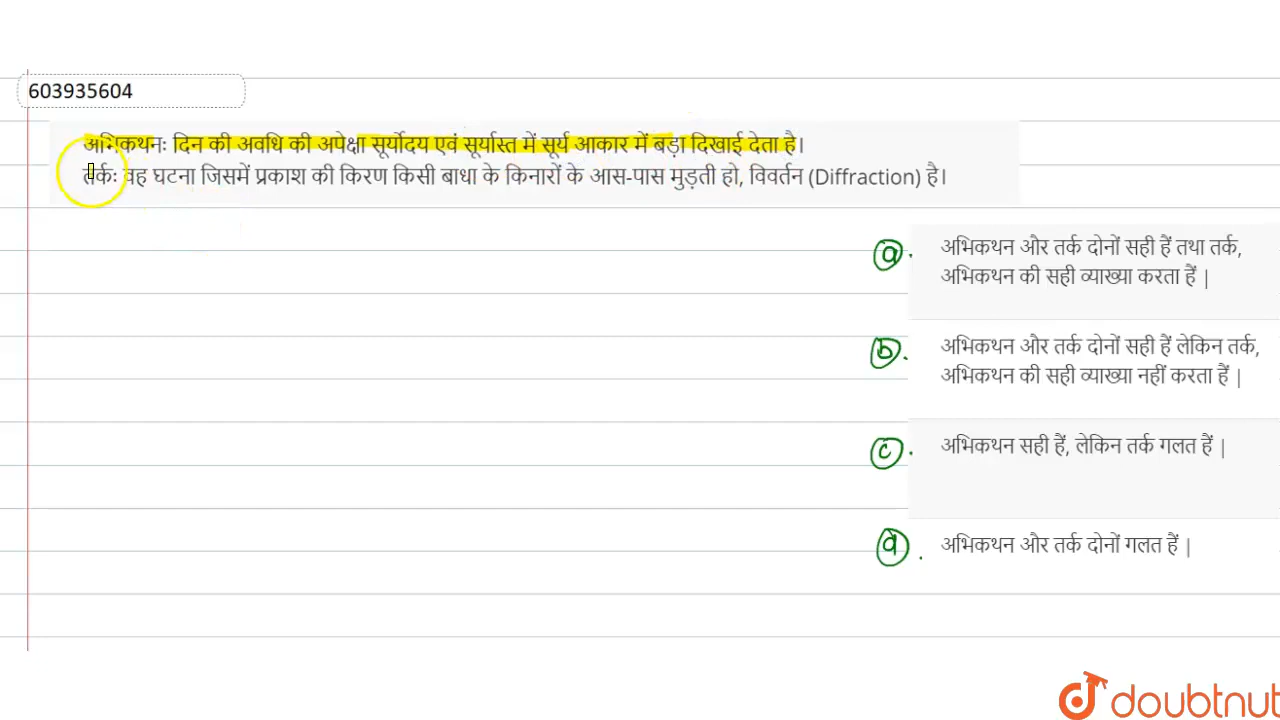 603935604
अभिकथनः दिन की अवधि की अपेक्षा सूर्योदय एवं सूर्यास्त में सूर्य आकार में बड़ा दिखाई देता है।
तर्कः वह घटना जिसमें प्रकाश की किरण किसी बाधा के किनारों के आस-पास मुड़ती हो, विवर्तन (Diffraction) है।
a. अभिकथन और तर्क दोनों सही हैं तथा तर्क,
अभिकथन की सही व्याख्या करता हैं |
b. अभिकथन और तर्क दोनों सही हैं लेकिन तर्क,
अभिकथन की सही व्याख्या नहीं करता हैं |
c. अभिकथन सही हैं, लेकिन तर्क गलत हैं |
d. अभिकथन और तर्क दोनों गलत हैं |
doubtnut